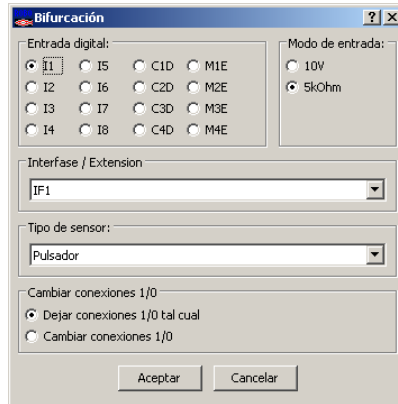 Bifurcación
Entrada digital:
Modo de entrada:
I1 I5 C1D M1E
10V
I2 I6 C2D M2E
5kOhm
I3 I7 C3D M3E
I4 I8 C4D M4E
Interfase / Extension
IF1
Tipo de sensor:
Pulsador
Cambiar conexiones 1/0
Dejar conexiones 1/0 tal cual
Cambiar conexiones 1/0
Aceptar Cancelar